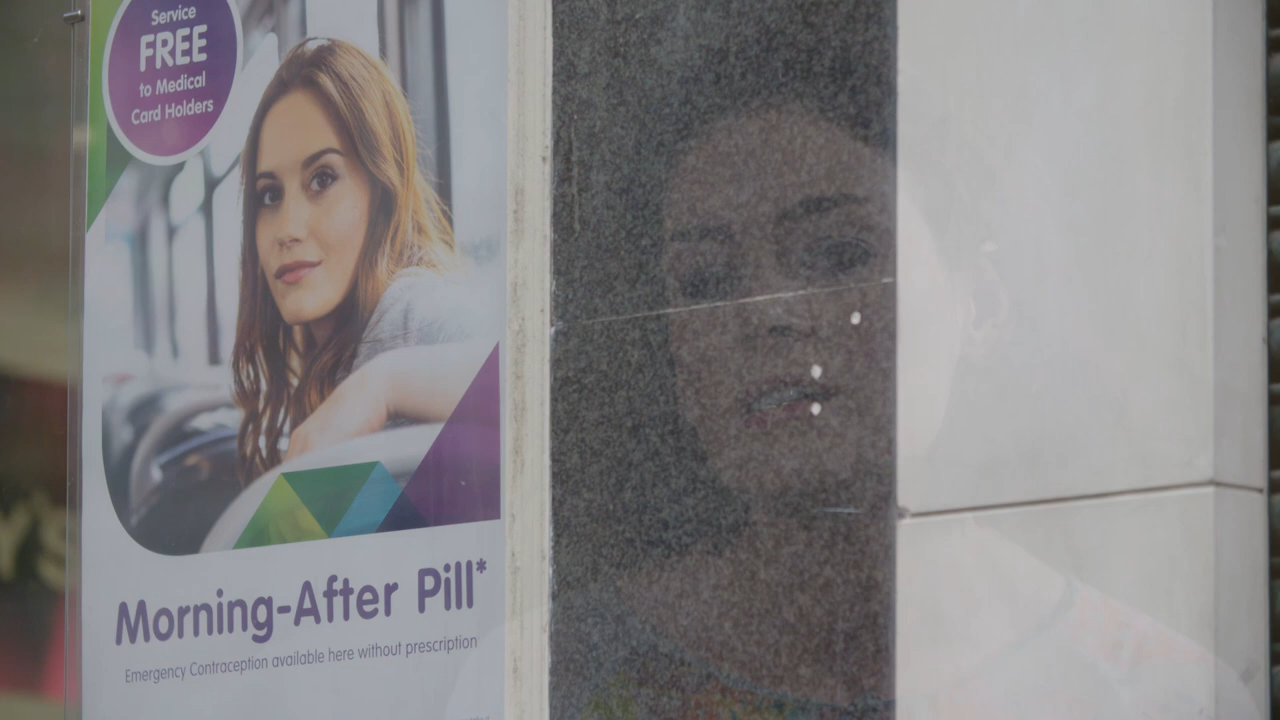 Service
FREE
to Medical
Card Holders
Morning-After Pill*
Emergency Contraception available here without prescription